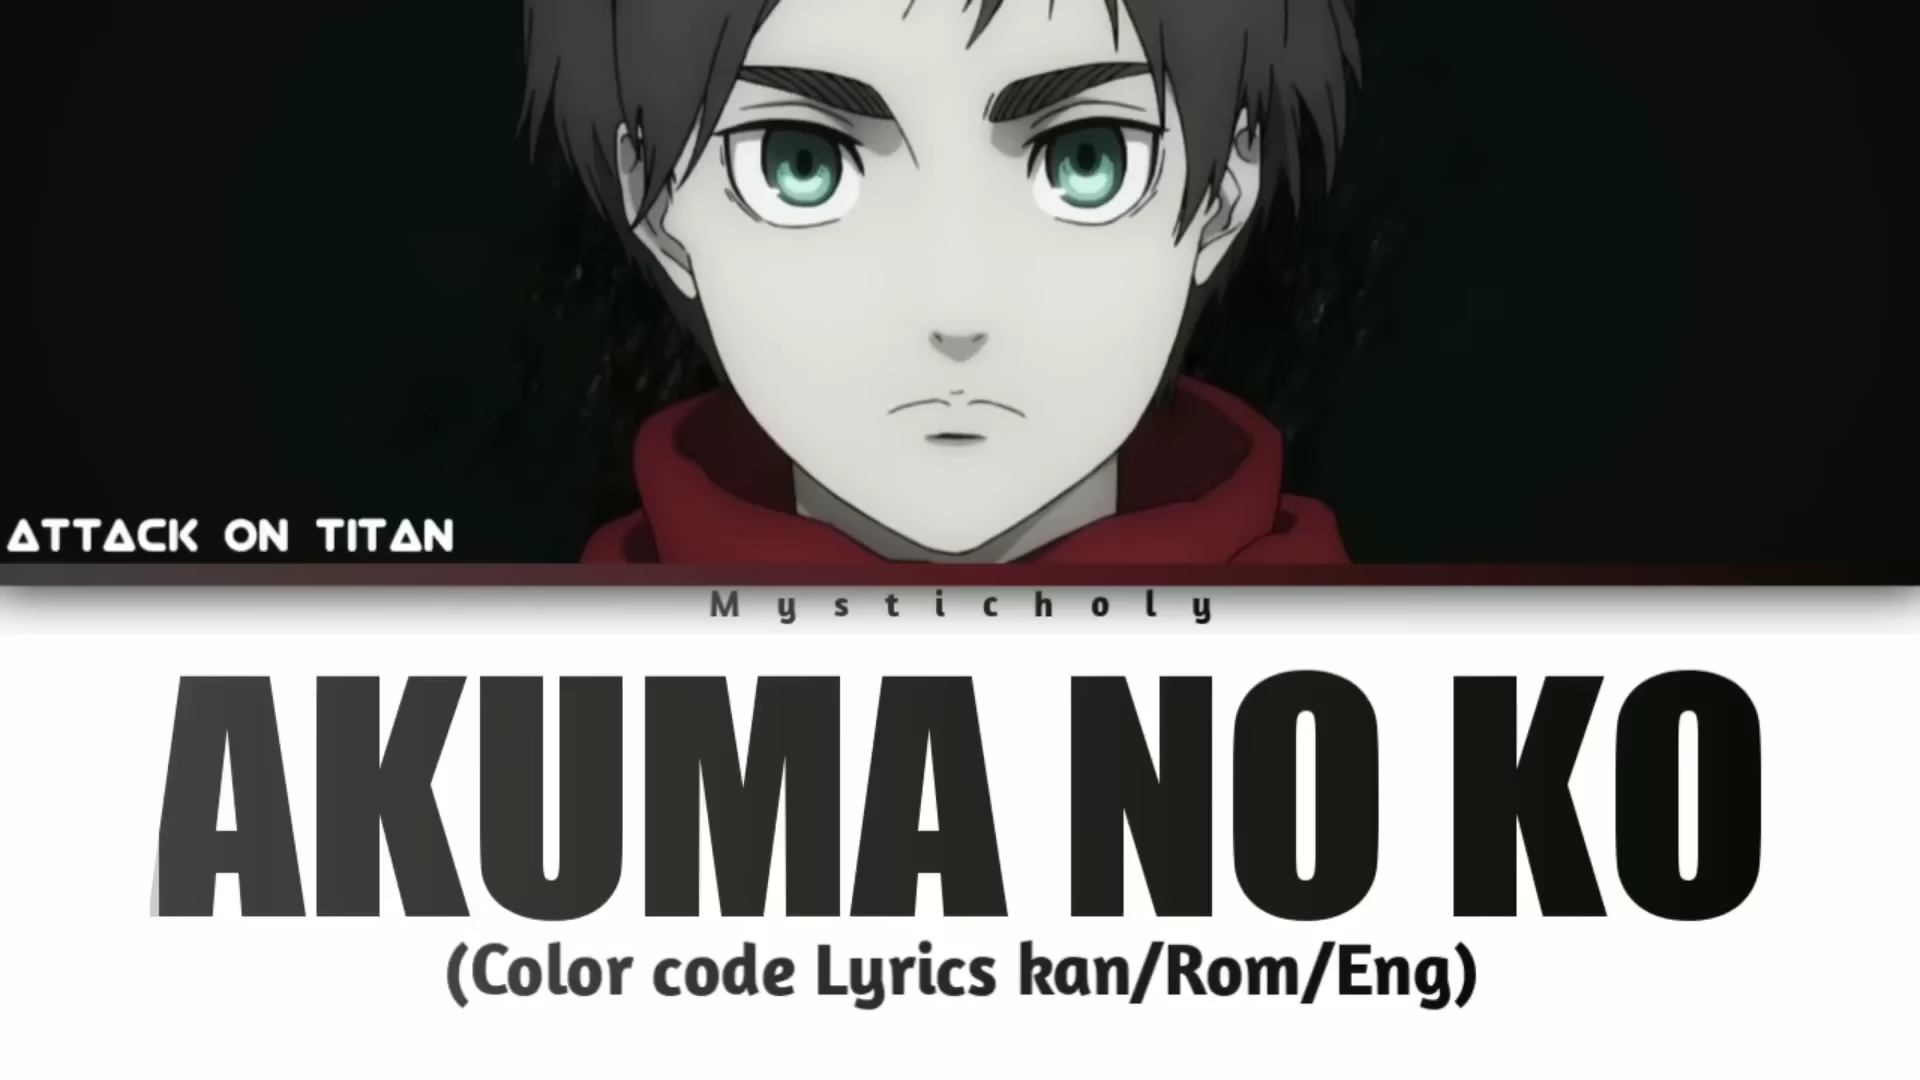 ATTACK ON TITAN
Mysticholy
AKUMA NO KO
(Color code Lyrics kan/Rom/Eng)